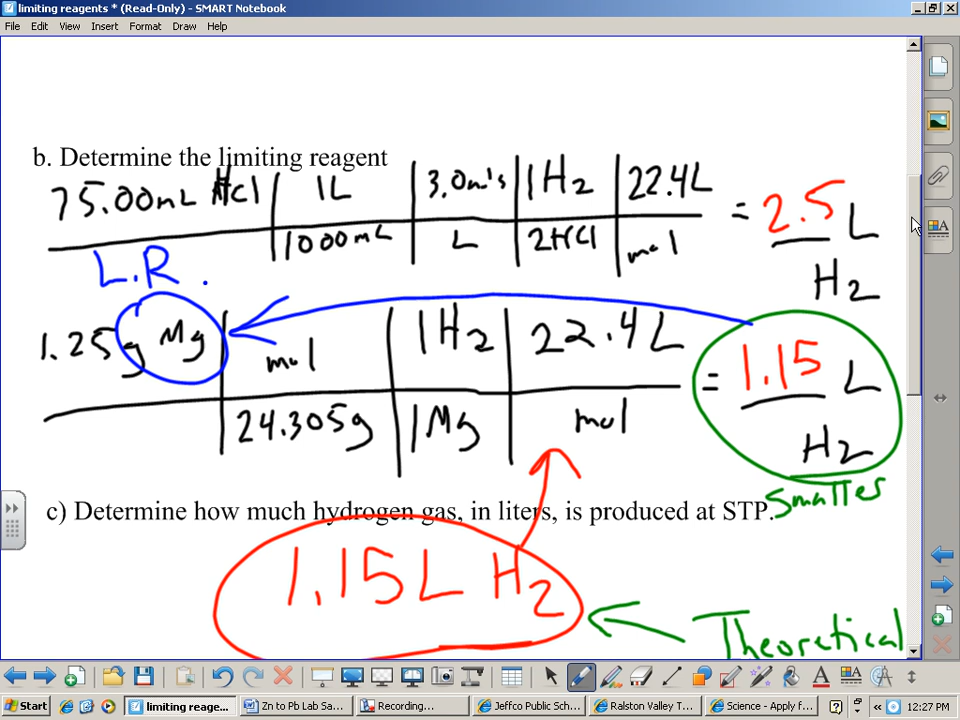 limiting reagents * (Read-Only) - SMART Notebook
File Edit View Insert Format Draw Help
b. Determine the limiting reagent
75.00mL HCl | 1L | 3.0m's | 1H2 | 22.4L = 2.5 L
1000mL | L | 2HCl | mol H2
L.R.
1.25g Mg | mol | 1H2 | 22.4L = 1.15 L
24.305g | 1Mg | mol H2
Smaller
c) Determine how much hydrogen gas, in liters, is produced at STP.
1.15L H2
Theoretical
Start limiting reage... Zn to Pb Lab Sa... Recording... Jeffco Public Sch... Ralston Valley T... Science - Apply f... 12:27 PM